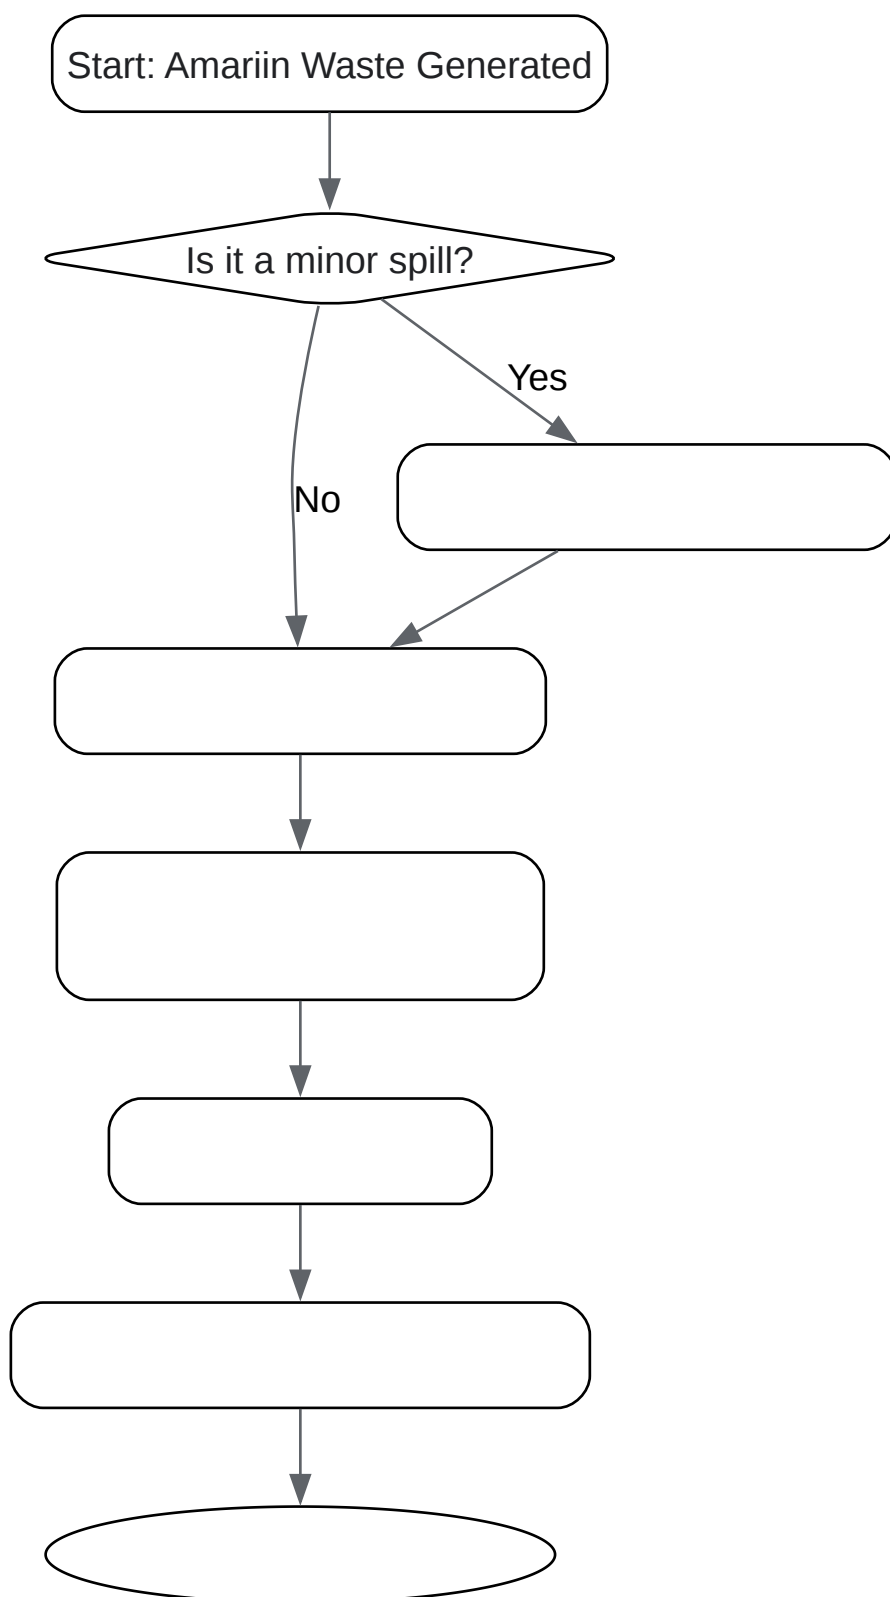 Start: Amariin Waste Generated
Is it a minor spill?
Yes
No